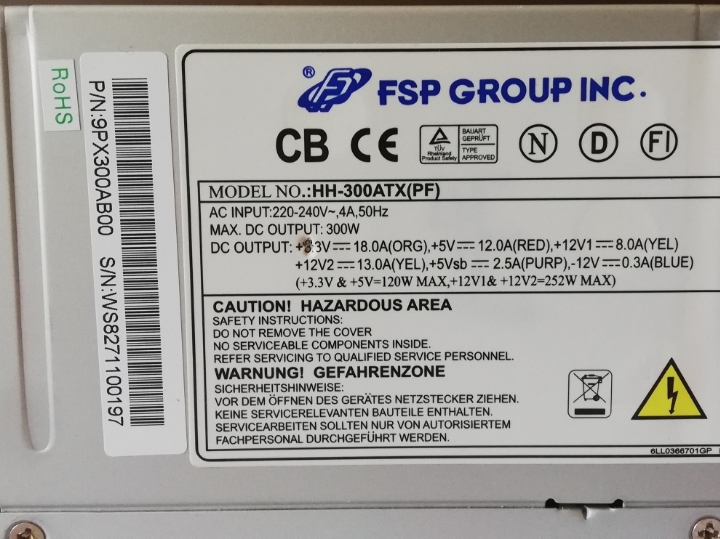 RoHS
P/N:9PX300AB00 S/N:WS8271100197
® FSP GROUP INC.
CB CE TÜV Rheinland Product Safety BAUART GEPRÜFT TYPE APPROVED N D FI
MODEL NO.:HH-300ATX(PF)
AC INPUT:220-240V~,4A,50Hz
MAX. DC OUTPUT: 300W
DC OUTPUT: +3.3V⎓18.0A(ORG),+5V⎓12.0A(RED),+12V1⎓8.0A(YEL)
+12V2⎓13.0A(YEL),+5Vsb⎓2.5A(PURP),-12V⎓0.3A(BLUE)
(+3.3V & +5V=120W MAX,+12V1& +12V2=252W MAX)
CAUTION! HAZARDOUS AREA
SAFETY INSTRUCTIONS:
DO NOT REMOVE THE COVER
NO SERVICEABLE COMPONENTS INSIDE.
REFER SERVICING TO QUALIFIED SERVICE PERSONNEL.
WARNUNG! GEFAHRENZONE
SICHERHEITSHINWEISE:
VOR DEM ÖFFNEN DES GERÄTES NETZSTECKER ZIEHEN.
KEINE SERVICERELEVANTEN BAUTEILE ENTHALTEN.
SERVICEARBEITEN SOLLTEN NUR VON AUTORISIERTEM
FACHPERSONAL DURCHGEFÜHRT WERDEN.
6LL0366701GP